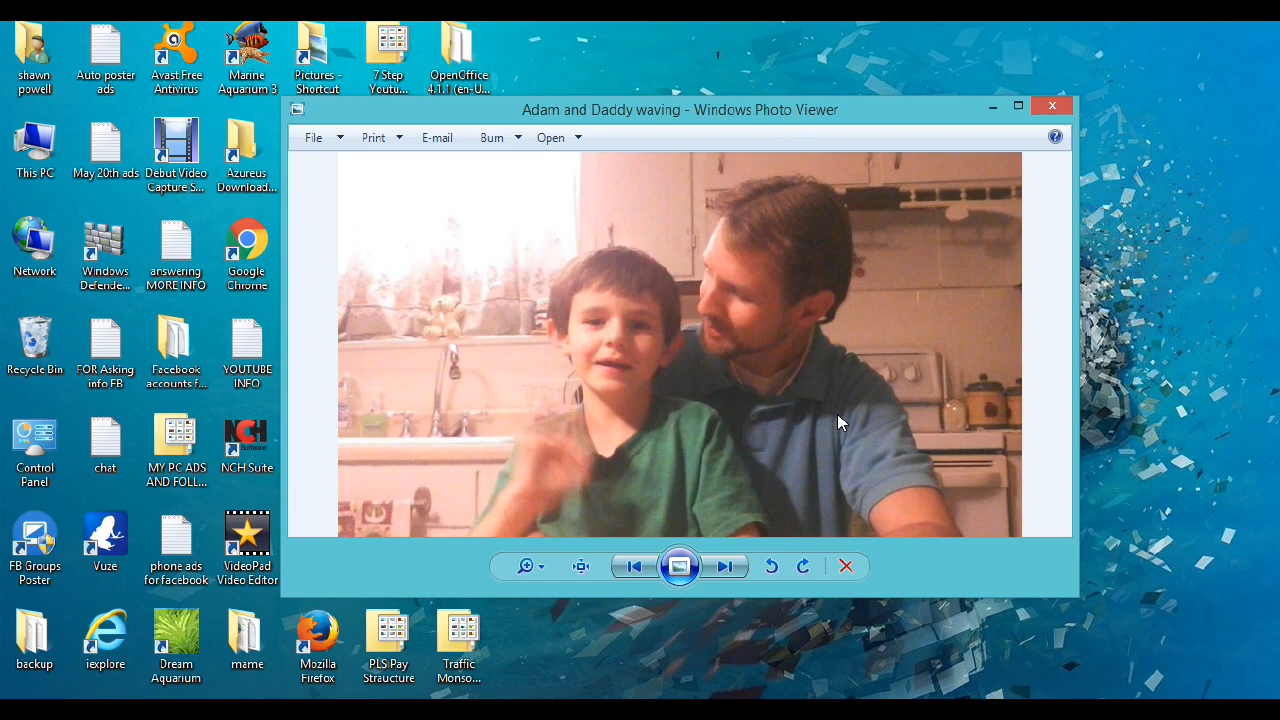 shawn
powell
Auto poster
ads
Avast Free
Antivirus
Marine
Aquarium 3
Pictures -
Shortcut
7 Step
Youtu...
OpenOffice
4.1.1 (en-U...
Adam and Daddy waving - Windows Photo Viewer
File
Print
E-mail
Burn
Open
This PC
May 20th ads
Debut Video
Capture S...
Azureus
Download...
Network
Windows
Defende...
answering
MORE INFO
Google
Chrome
Recycle Bin
FOR Asking
info FB
Facebook
accounts f...
YOUTUBE
INFO
Control
Panel
chat
MY PC ADS
AND FOLL...
NCH
Software
NCH Suite
FB Groups
Poster
Vuze
phone ads
for facebook
VideoPad
Video Editor
backup
iexplore
Dream
Aquarium
mame
Mozilla
Firefox
PLS Pay
Straucture
Traffic
Monso...